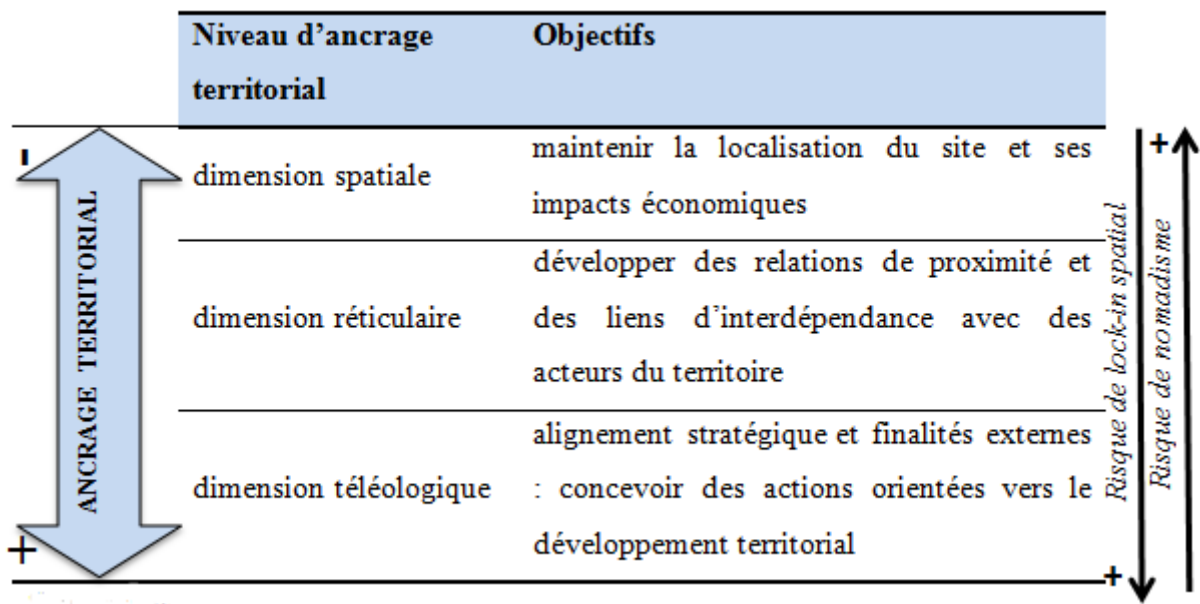 Niveau d’ancrage
territorial
Objectifs
-
ANCRAGE TERRITORIAL
+
dimension spatiale
maintenir la localisation du site et ses
impacts économiques
dimension réticulaire
développer des relations de proximité et
des liens d’interdépendance avec des
acteurs du territoire
dimension téléologique
alignement stratégique et finalités externes
: concevoir des actions orientées vers le
développement territorial
Risque de lock-in spatial
+
Risque de nomadisme
+